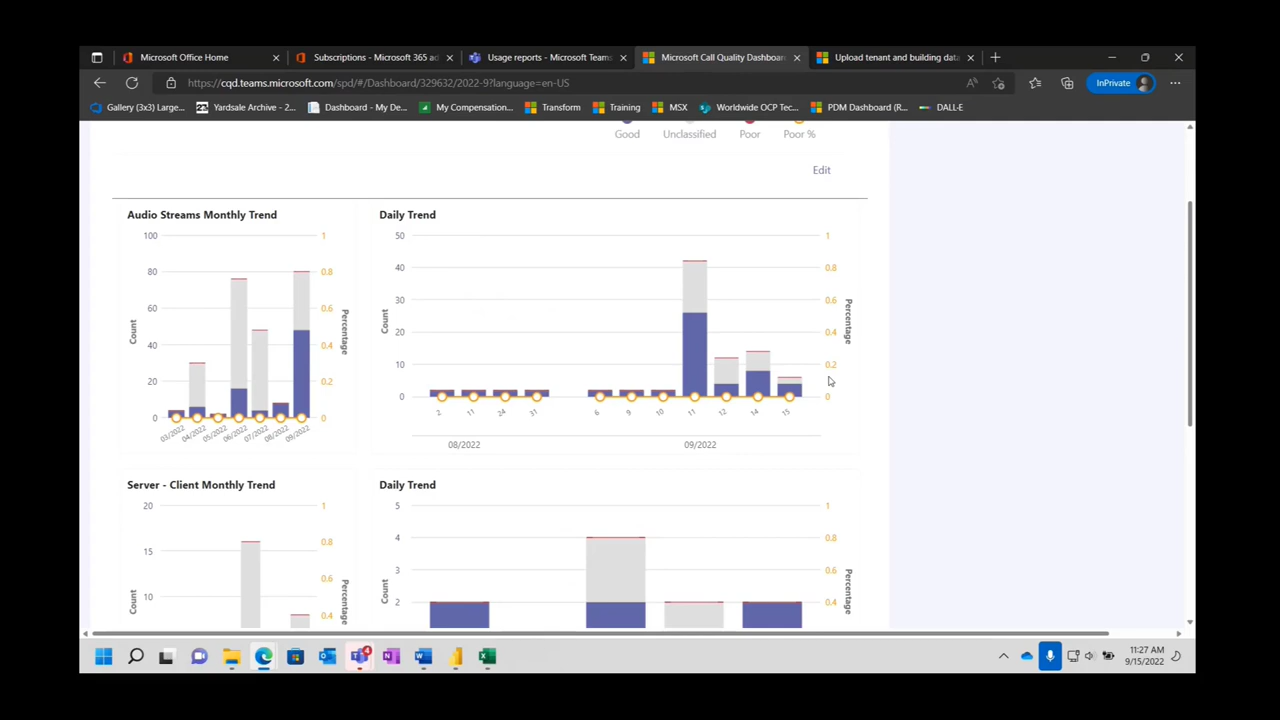 Microsoft Office Home
Subscriptions - Microsoft 365 ad
Usage reports - Microsoft Teams
Microsoft Call Quality Dashboard
Upload tenant and building data
https://cqd.teams.microsoft.com/spd/#/Dashboard/329632/2022-9?language=en-US
InPrivate
Gallery (3x3) Large...
Yardsale Archive - 2...
Dashboard - My De...
My Compensation...
Transform
Training
MSX
Worldwide OCP Tec...
PDM Dashboard (R...
DALL-E
Good
Unclassified
Poor
Poor %
Edit
Audio Streams Monthly Trend
100
80
60
40
20
0
Count
1
0.8
0.6
0.4
0.2
0
Percentage
03/2022
04/2022
05/2022
06/2022
07/2022
08/2022
09/2022
Daily Trend
50
40
30
20
10
0
Count
1
0.8
0.6
0.4
0.2
0
Percentage
2
11
24
31
6
9
10
11
12
14
15
08/2022
09/2022
Server - Client Monthly Trend
20
15
10
Count
1
0.8
0.6
0.4
Percentage
Daily Trend
5
4
3
2
Count
1
0.8
0.6
0.4
Percentage
4
11:27 AM
9/15/2022